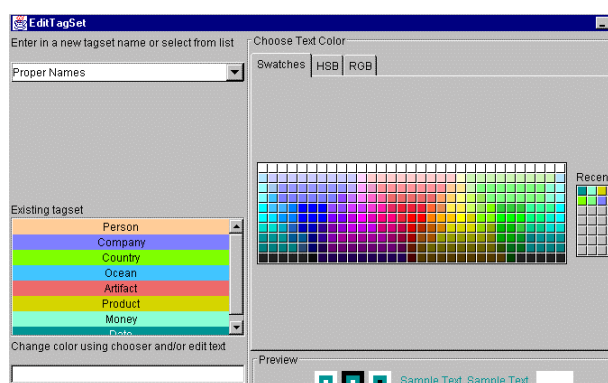 EditTagSet
Enter in a new tagset name or select from list
Proper Names
Existing tagset
Person
Company
Country
Ocean
Artifact
Product
Money
Date
Change color using chooser and/or edit text
Choose Text Color
Swatches HSB RGB
Recen
Preview
Sample Text Sample Text